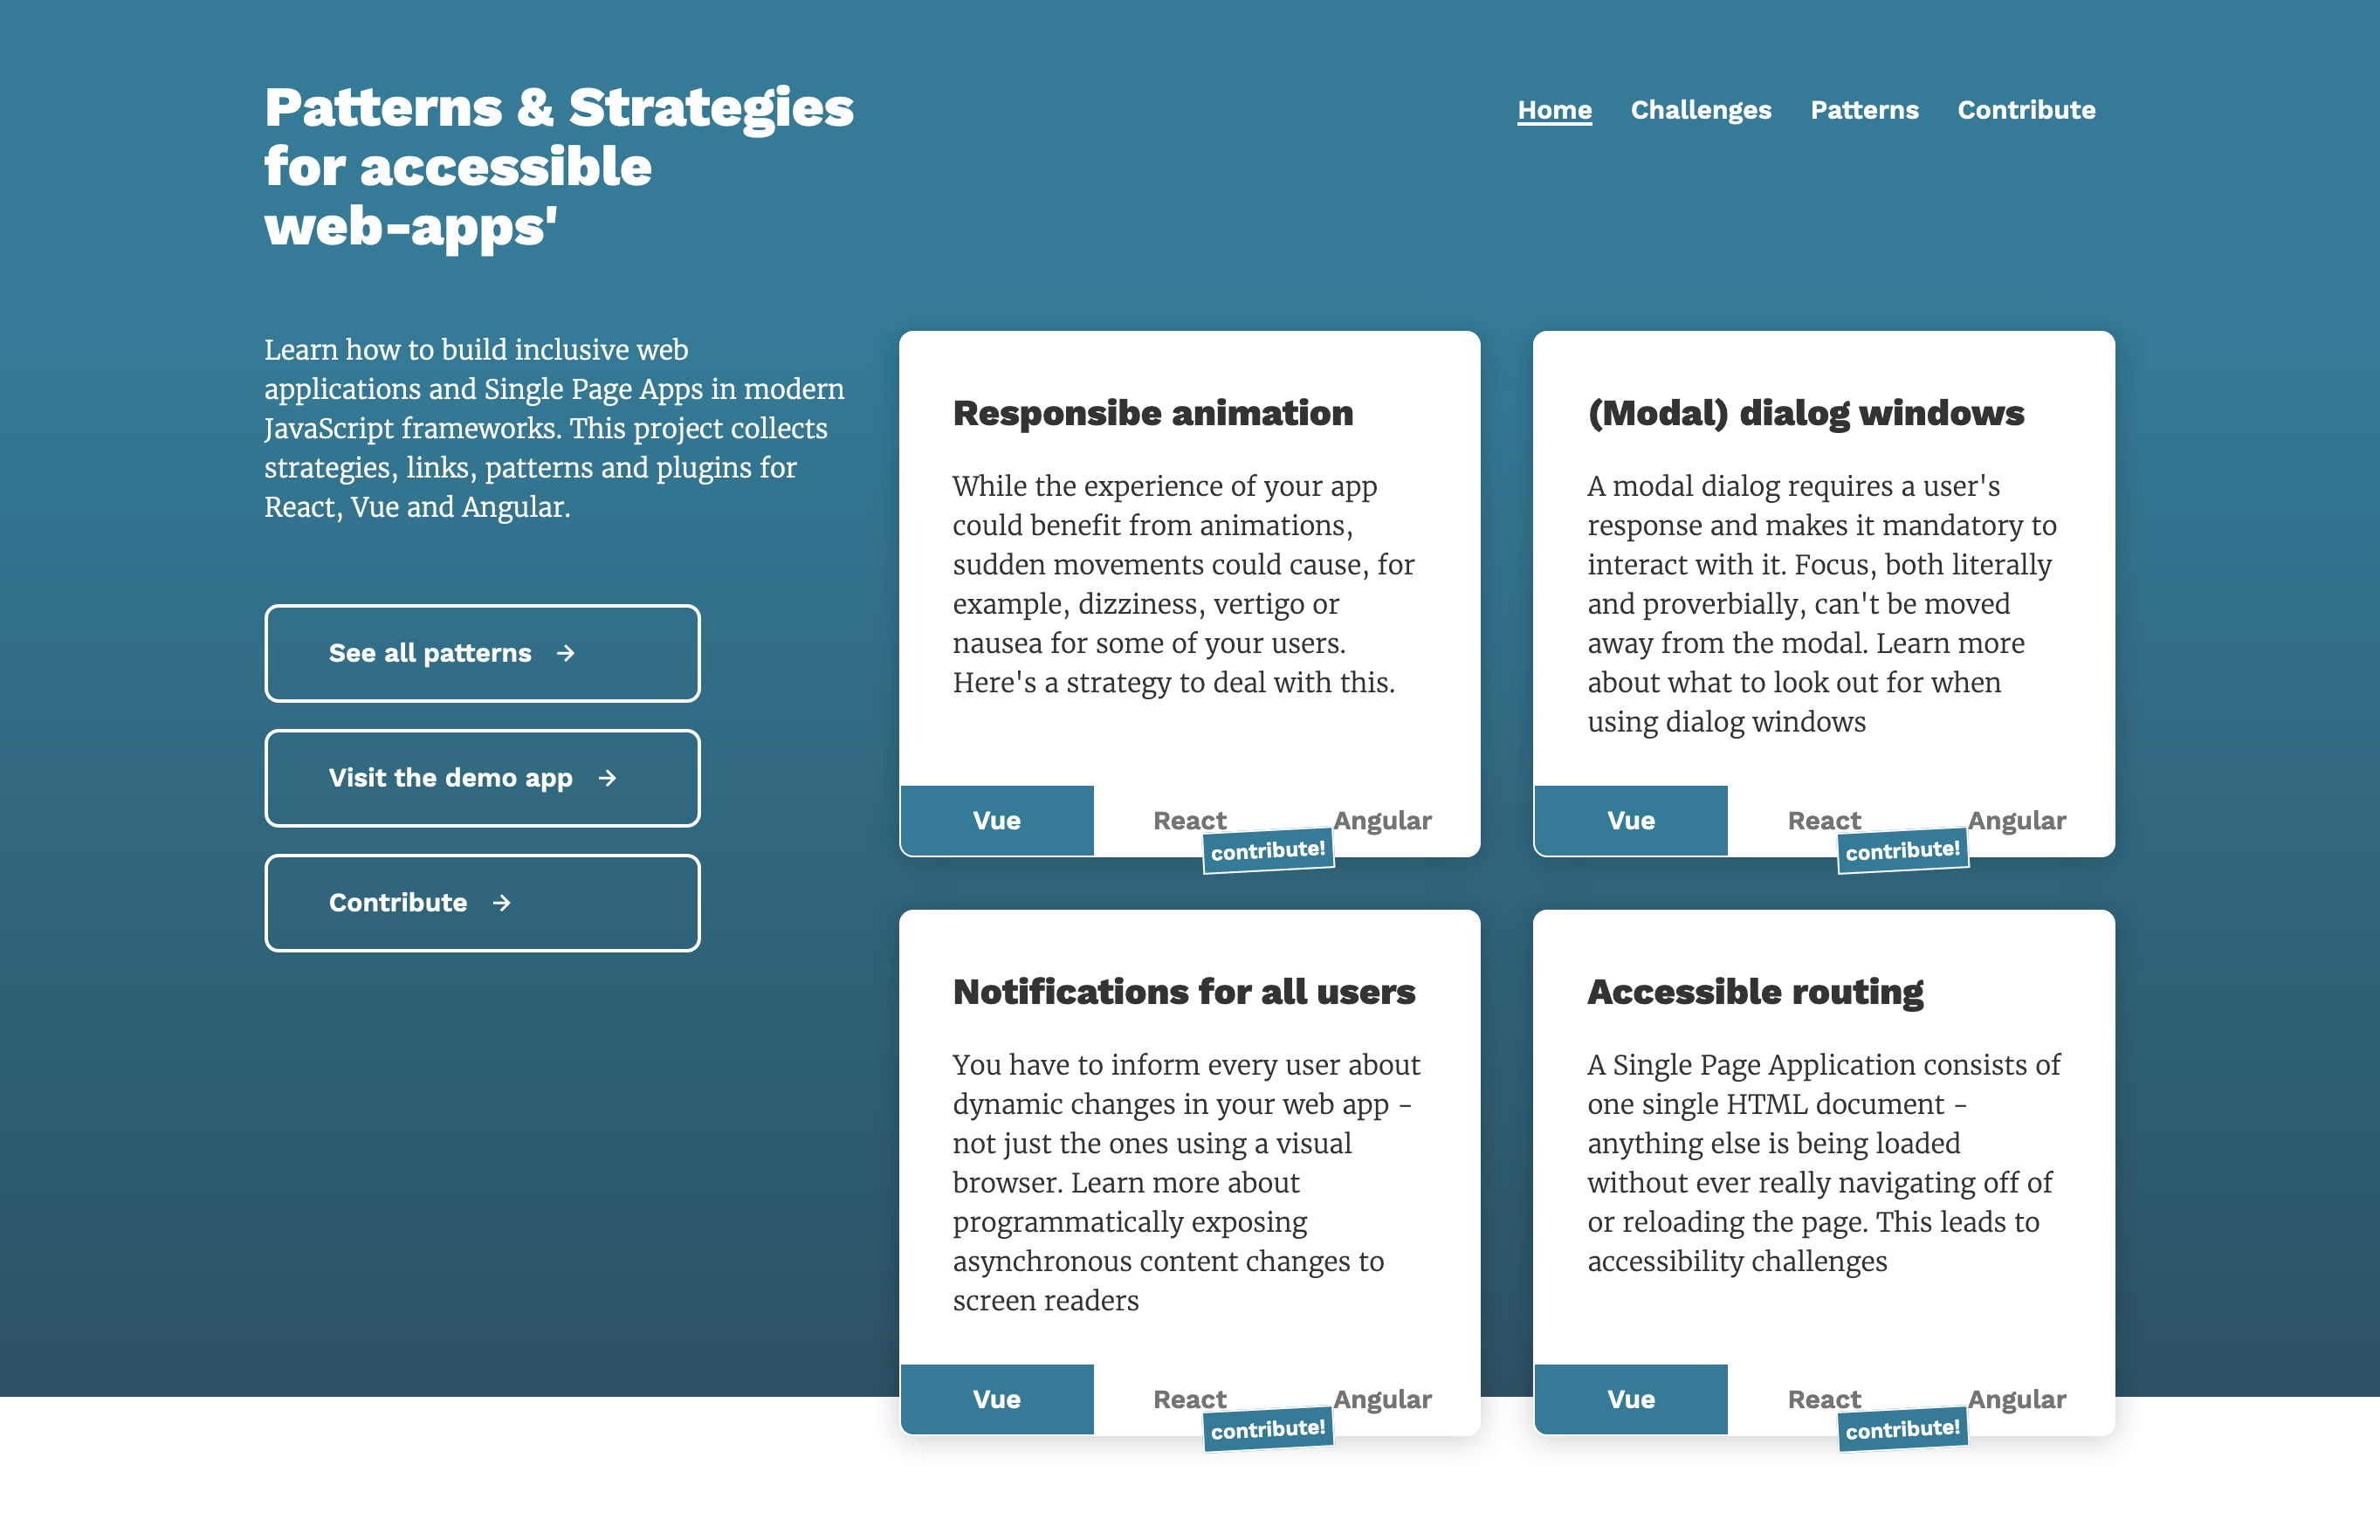 Patterns & Strategies
for accessible
web-apps'
Home Challenges Patterns Contribute
Learn how to build inclusive web
applications and Single Page Apps in modern
JavaScript frameworks. This project collects
strategies, links, patterns and plugins for
React, Vue and Angular.
See all patterns →
Visit the demo app →
Contribute →
Responsibe animation
While the experience of your app
could benefit from animations,
sudden movements could cause, for
example, dizziness, vertigo or
nausea for some of your users.
Here's a strategy to deal with this.
Vue React Angular
contribute!
(Modal) dialog windows
A modal dialog requires a user's
response and makes it mandatory to
interact with it. Focus, both literally
and proverbially, can't be moved
away from the modal. Learn more
about what to look out for when
using dialog windows
Vue React Angular
contribute!
Notifications for all users
You have to inform every user about
dynamic changes in your web app -
not just the ones using a visual
browser. Learn more about
programmatically exposing
asynchronous content changes to
screen readers
Vue React Angular
contribute!
Accessible routing
A Single Page Application consists of
one single HTML document -
anything else is being loaded
without ever really navigating off of
or reloading the page. This leads to
accessibility challenges
Vue React Angular
contribute!